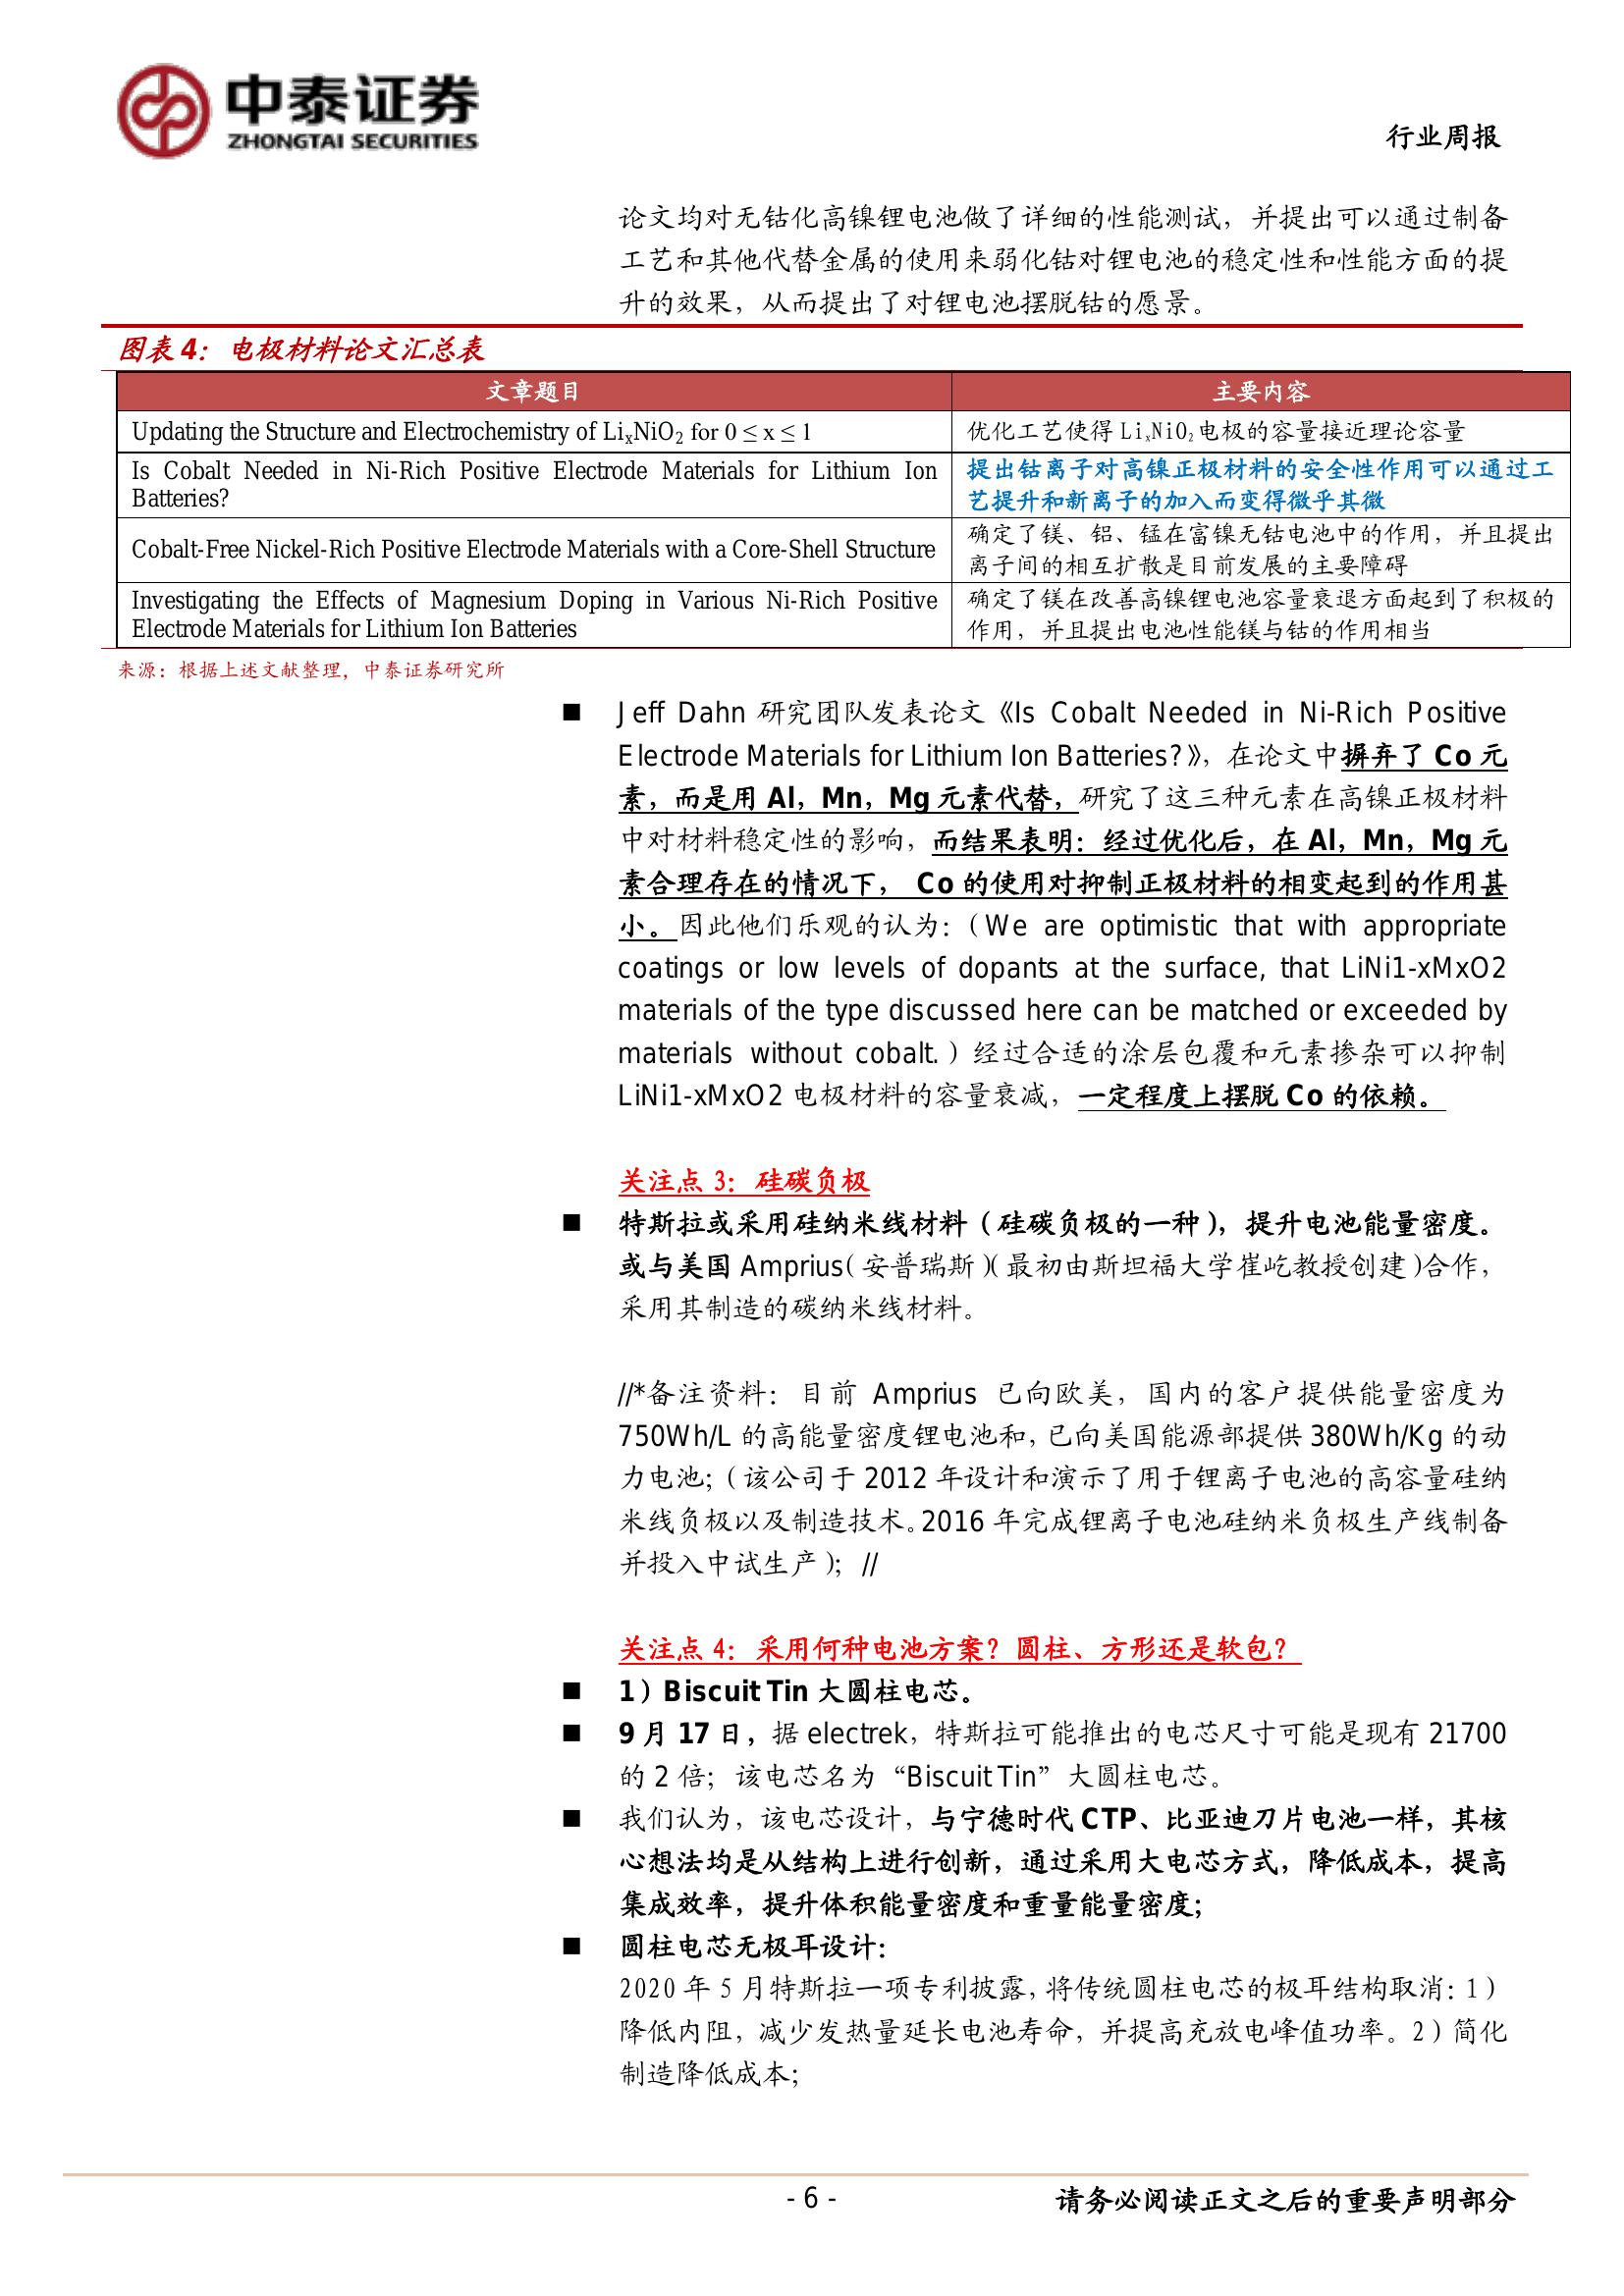 中泰证券
ZHONGTAI SECURITIES
行业周报
论文均对无钴化高镍锂电池做了详细的性能测试，并提出可以通过制备
工艺和其他代替金属的使用来弱化钴对锂电池的稳定性和性能方面的提
升的效果，从而提出了对锂电池摆脱钴的愿景。
图表 4：电极材料论文汇总表
文章题目 主要内容
Updating the Structure and Electrochemistry of LixNiO2 for 0 ≤ x ≤ 1 优化工艺使得 LixNiO2 电极的容量接近理论容量
Is Cobalt Needed in Ni-Rich Positive Electrode Materials for Lithium Ion
Batteries?
提出钴离子对高镍正极材料的安全性作用可以通过工
艺提升和新离子的加入而变得微乎其微
Cobalt-Free Nickel-Rich Positive Electrode Materials with a Core-Shell Structure
确定了镁、铝、锰在富镍无钴电池中的作用，并且提出
离子间的相互扩散是目前发展的主要障碍
Investigating the Effects of Magnesium Doping in Various Ni-Rich Positive
Electrode Materials for Lithium Ion Batteries
确定了镁在改善高镍锂电池容量衰退方面起到了积极的
作用，并且提出电池性能镁与钴的作用相当
来源：根据上述文献整理，中泰证券研究所
■ Jeff Dahn 研究团队发表论文《Is Cobalt Needed in Ni-Rich Positive
Electrode Materials for Lithium Ion Batteries?》，在论文中摒弃了 Co 元
素，而是用 Al，Mn，Mg 元素代替，研究了这三种元素在高镍正极材料
中对材料稳定性的影响，而结果表明：经过优化后，在 Al，Mn，Mg 元
素合理存在的情况下， Co 的使用对抑制正极材料的相变起到的作用甚
小。因此他们乐观的认为：（We are optimistic that with appropriate
coatings or low levels of dopants at the surface, that LiNi1-xMxO2
materials of the type discussed here can be matched or exceeded by
materials without cobalt.）经过合适的涂层包覆和元素掺杂可以抑制
LiNi1-xMxO2 电极材料的容量衰减，一定程度上摆脱 Co 的依赖。
关注点 3：硅碳负极
■ 特斯拉或采用硅纳米线材料（硅碳负极的一种），提升电池能量密度。
或与美国 Amprius（安普瑞斯）（最初由斯坦福大学崔屹教授创建）合作，
采用其制造的碳纳米线材料。
//*备注资料：目前 Amprius 已向欧美，国内的客户提供能量密度为
750Wh/L 的高能量密度锂电池和，已向美国能源部提供 380Wh/Kg 的动
力电池；（该公司于 2012 年设计和演示了用于锂离子电池的高容量硅纳
米线负极以及制造技术。2016 年完成锂离子电池硅纳米负极生产线制备
并投入中试生产）；//
关注点 4：采用何种电池方案？圆柱、方形还是软包？
■ 1）Biscuit Tin 大圆柱电芯。
■ 9 月 17 日，据 electrek，特斯拉可能推出的电芯尺寸可能是现有 21700
的 2 倍；该电芯名为“Biscuit Tin”大圆柱电芯。
■ 我们认为，该电芯设计，与宁德时代 CTP、比亚迪刀片电池一样，其核
心想法均是从结构上进行创新，通过采用大电芯方式，降低成本，提高
集成效率，提升体积能量密度和重量能量密度；
■ 圆柱电芯无极耳设计：
2020 年 5 月特斯拉一项专利披露，将传统圆柱电芯的极耳结构取消：1）
降低内阻，减少发热量延长电池寿命，并提高充放电峰值功率。2）简化
制造降低成本；
- 6 - 请务必阅读正文之后的重要声明部分